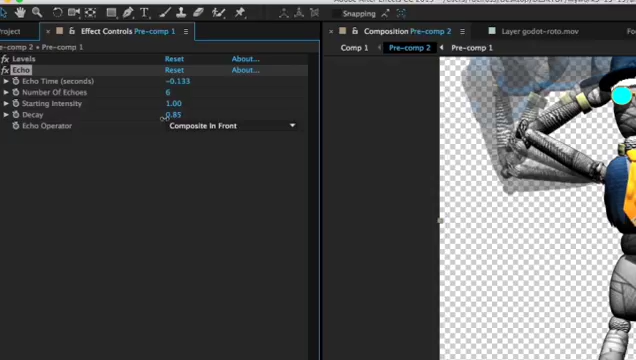 Snapping
Project
Effect Controls Pre-comp 1
Composition Pre-comp 2
Layer godot-roto.mov
Pre-comp 2 • Pre-comp 1
Comp 1
Pre-comp 2
Pre-comp 1
fx Levels Reset About...
fx Echo Reset About...
Echo Time (seconds) -0.133
Number Of Echoes 6
Starting Intensity 1.00
Decay 0.85
Echo Operator Composite In Front